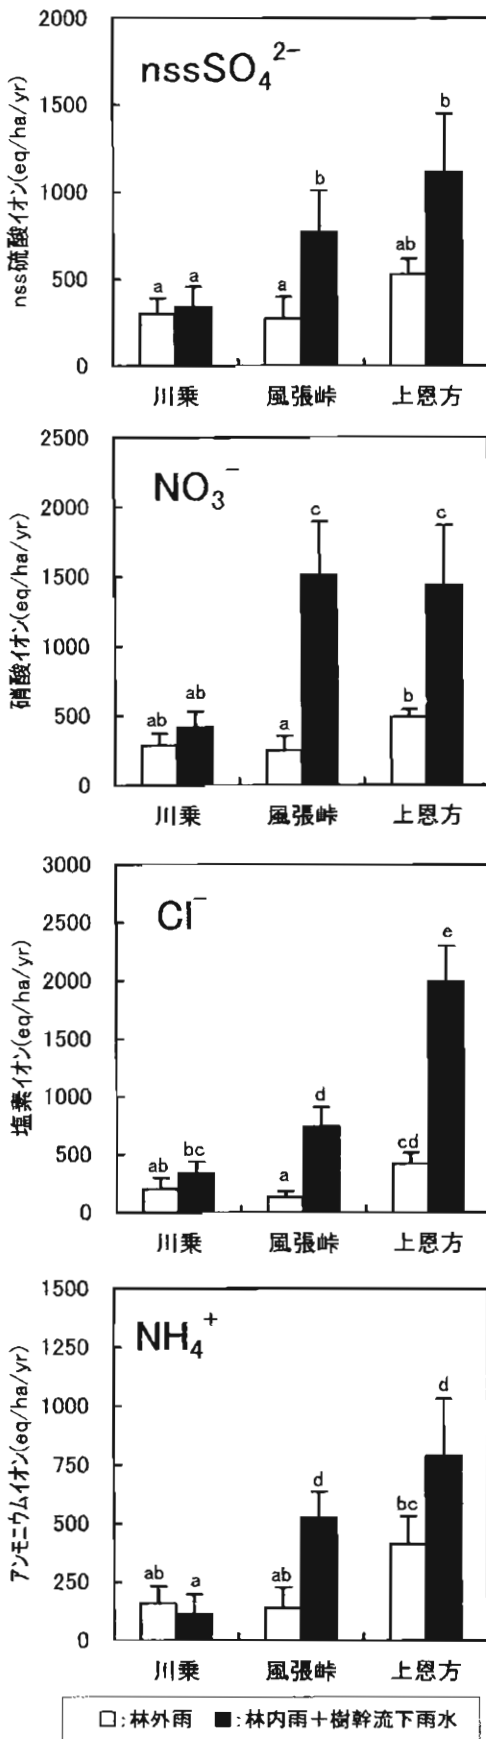 nssSO₄²⁻
nss硫酸イオン(eq/ha/yr)
2000
1500
1000
500
0
a a a b ab b
川乗 風張峠 上恩方
NO₃⁻
硝酸イオン(eq/ha/yr)
2500
2000
1500
1000
500
0
ab ab a c b c
川乗 風張峠 上恩方
Cl⁻
塩素イオン(eq/ha/yr)
3000
2500
2000
1500
1000
500
0
ab bc a d cd e
川乗 風張峠 上恩方
NH₄⁺
アンモニウムイオン(eq/ha/yr)
1500
1250
1000
750
500
250
0
ab a ab d bc d
川乗 風張峠 上恩方
□:林外雨 ■:林内雨+樹幹流下雨水